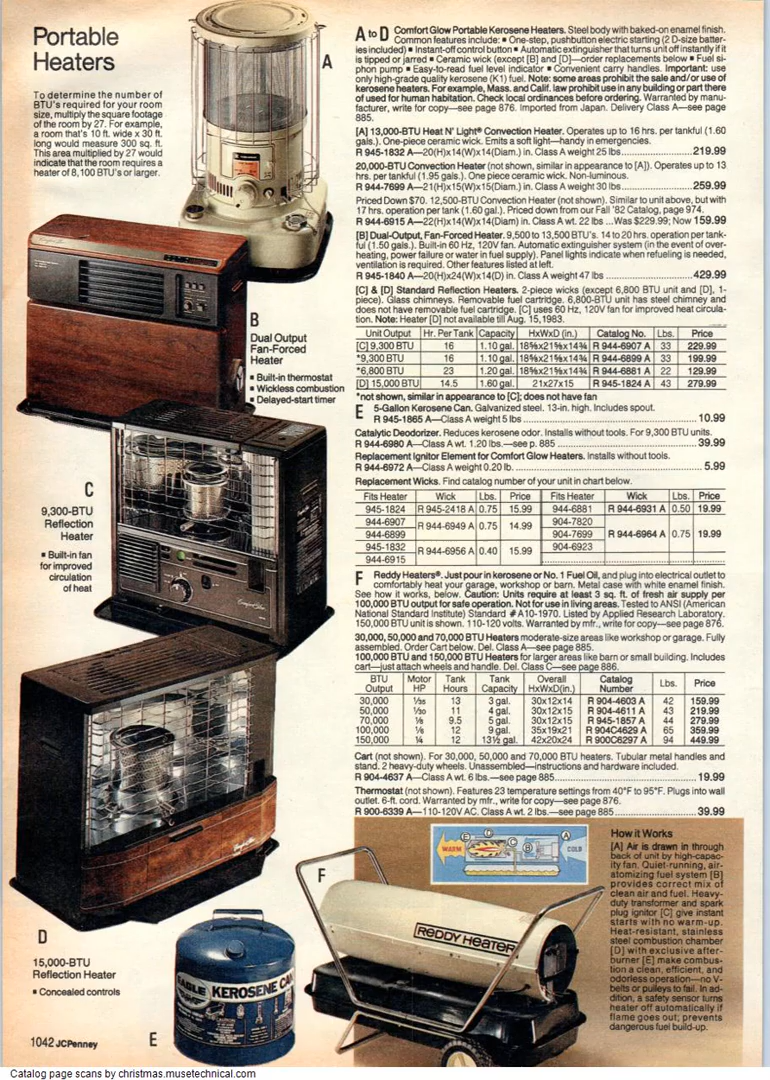 Portable
Heaters
To determine the number of
BTU's required for your room
size, multiply the square footage
of the room by 27. For example,
a room that's 10 ft. wide x 30 ft.
long would measure 300 sq. ft.
This area multiplied by 27 would
indicate that the room requires a
heater of 8,100 BTU's or larger.
A
B
Dual Output
Fan-Forced
Heater
▪ Built-in thermostat
▪ Wickless combustion
▪ Delayed-start timer
C
9,300-BTU
Reflection
Heater
▪ Built-in fan
for improved
circulation
of heat
D
15,000-BTU
Reflection Heater
▪ Concealed controls
E
EAGLE KEROSENE CAN
1042 JCPenney
A to D Comfort Glow Portable Kerosene Heaters. Steel body with baked-on enamel finish.
Common features include: ▪ One-step, pushbutton electric starting (2 D-size batter-
ies included) ▪ Instant-off control button ▪ Automatic extinguisher that turns unit off instantly if it
is tipped or jarred ▪ Ceramic wick (except [B] and [D]—order replacements below ▪ Fuel si-
phon pump ▪ Easy-to-read fuel level indicator ▪ Convenient carry handles. Important: use
only high-grade quality kerosene (K1) fuel. Note: some areas prohibit the sale and/or use of
kerosene heaters. For example, Mass. and Calif. law prohibit use in any building or part there
of used for human habitation. Check local ordinances before ordering. Warranted by manu-
facturer, write for copy—see page 876. Imported from Japan. Delivery Class A—see page
885.
[A] 13,000-BTU Heat N' Light® Convection Heater. Operates up to 16 hrs. per tankful (1.60
gals.). One-piece ceramic wick. Emits a soft light—handy in emergencies.
R 945-1832 A—20(H)x14(W)x14(Diam.) in. Class A weight 25 lbs 219.99
20,000-BTU Convection Heater (not shown, similar in appearance to [A]). Operates up to 13
hrs. per tankful (1.95 gals.). One piece ceramic wick. Non-luminous.
R 944-7699 A—21(H)x15(W)x15(Diam.) in. Class A weight 30 lbs 259.99
Priced Down $70. 12,500-BTU Convection Heater (not shown). Similar to unit above, but with
17 hrs. operation per tank (1.60 gal.). Priced down from our Fall '82 Catalog, page 974.
R 944-6915 A—22(H)x14(W)x14(Diam) in. Class A wt. 22 lbs ...Was $229.99; Now 159.99
[B] Dual-Output, Fan-Forced Heater. 9,500 to 13,500 BTU's. 14 to 20 hrs. operation per tank-
ful (1.50 gals.). Built-in 60 Hz, 120V fan. Automatic extinguisher system (in the event of over-
heating, power failure or water in fuel supply). Panel lights indicate when refueling is needed,
ventilation is required. Other features listed at left.
R 945-1840 A—20(H)x24(W)x14(D) in. Class A weight 47 lbs 429.99
[C] & [D] Standard Reflection Heaters. 2-piece wicks (except 6,800 BTU unit and [D], 1-
piece). Glass chimneys. Removable fuel cartridge. 6,800-BTU unit has steel chimney and
does not have removable fuel cartridge. [C] uses 60 Hz, 120V fan for improved heat circula-
tion. Note: Heater [D] not available till Aug. 15, 1983.
Unit Output Hr. Per Tank Capacity HxWxD (in.) Catalog No. Lbs. Price
[C] 9,300 BTU 16 1.10 gal. R 944-6907 A 33 229.99
*9,300 BTU 16 1.10 gal. R 944-6899 A 33 199.99
*6,800 BTU 23 1.20 gal. R 944-6881 A 22 129.99
[D] 15,000 BTU 14.5 1.60 gal. 21x27x15 R 945-1824 A 43 279.99
*not shown, similar in appearance to [C]; does not have fan
E 5-Gallon Kerosene Can. Galvanized steel. 13-in. high. Includes spout.
R 945-1865 A—Class A weight 5 lbs 10.99
Catalytic Deodorizer. Reduces kerosene odor. Installs without tools. For 9,300 BTU units.
R 944-6980 A—Class A wt. 1.20 lbs.—see p. 885 39.99
Replacement Ignitor Element for Comfort Glow Heaters. Installs without tools.
R 944-6972 A—Class A weight 0.20 lb. 5.99
Replacement Wicks. Find catalog number of your unit in chart below.
Fits Heater Wick Lbs. Price Fits Heater Wick Lbs. Price
945-1824 R 945-2418 A 0.75 15.99 944-6881 R 944-6931 A 0.50 19.99
944-6907 R 944-6949 A 0.75 14.99 904-7820 R 944-6964 A 0.75 19.99
944-6899 904-7699
945-1832 R 944-6956 A 0.40 15.99 904-6923
944-6915
F Reddy Heaters®. Just pour in kerosene or No. 1 Fuel Oil, and plug into electrical outlet to
comfortably heat your garage, workshop or barn. Metal case with white enamel finish.
See how it works, below. Caution: Units require at least 3 sq. ft. of fresh air supply per
100,000 BTU output for safe operation. Not for use in living areas. Tested to ANSI (American
National Standard Institute) Standard #A10-1970. Listed by Applied Research Laboratory.
150,000 BTU unit is shown. 110-120 volts. Warranted by mfr., write for copy—see page 876.
30,000, 50,000 and 70,000 BTU Heaters moderate-size areas like workshop or garage. Fully
assembled. Order Cart below. Del. Class A—see page 885.
100,000 BTU and 150,000 BTU Heaters for larger areas like barn or small building. Includes
cart—just attach wheels and handle. Del. Class C—see page 886.
BTU Output Motor HP Tank Hours Tank Capacity Overall HxWxD(in.) Catalog Number Lbs. Price
30,000 13 3 gal. 30x12x14 R 904-4603 A 42 159.99
50,000 11 4 gal. 30x12x15 R 904-4611 A 43 219.99
70,000 9.5 5 gal. 30x12x15 R 945-1857 A 44 279.99
100,000 12 9 gal. 35x19x21 R 904C4629 A 65 359.99
150,000 ¼ 12 13½ gal. 42x20x24 R 900C6297 A 94 449.99
Cart (not shown). For 30,000, 50,000 and 70,000 BTU heaters. Tubular metal handles and
stand. 2 heavy-duty wheels. Unassembled—instructions and hardware included.
R 904-4637 A—Class A wt. 6 lbs.—see page 885 19.99
Thermostat (not shown). Features 23 temperature settings from 40°F to 95°F. Plugs into wall
outlet. 6-ft. cord. Warranted by mfr., write for copy—see page 876.
R 900-6339 A—110-120V AC. Class A wt. 2 lbs.—see page 885 39.99
WARM E D C B A COLD
F
REDDY HEATER
How it Works
[A] Air is drawn in through
back of unit by high-capac-
ity fan. Quiet-running, air-
atomizing fuel system [B]
provides correct mix of
clean air and fuel. Heavy-
duty transformer and spark
plug ignitor [C] give instant
starts with no warm-up.
Heat-resistant, stainless
steel combustion chamber
[D] with exclusive after-
burner [E] make combus-
tion a clean, efficient, and
odorless operation—no V-
belts or pulleys to fail. In ad-
dition, a safety sensor turns
heater off automatically if
flame goes out; prevents
dangerous fuel build-up.
Catalog page scans by christmas.musetechnical.com